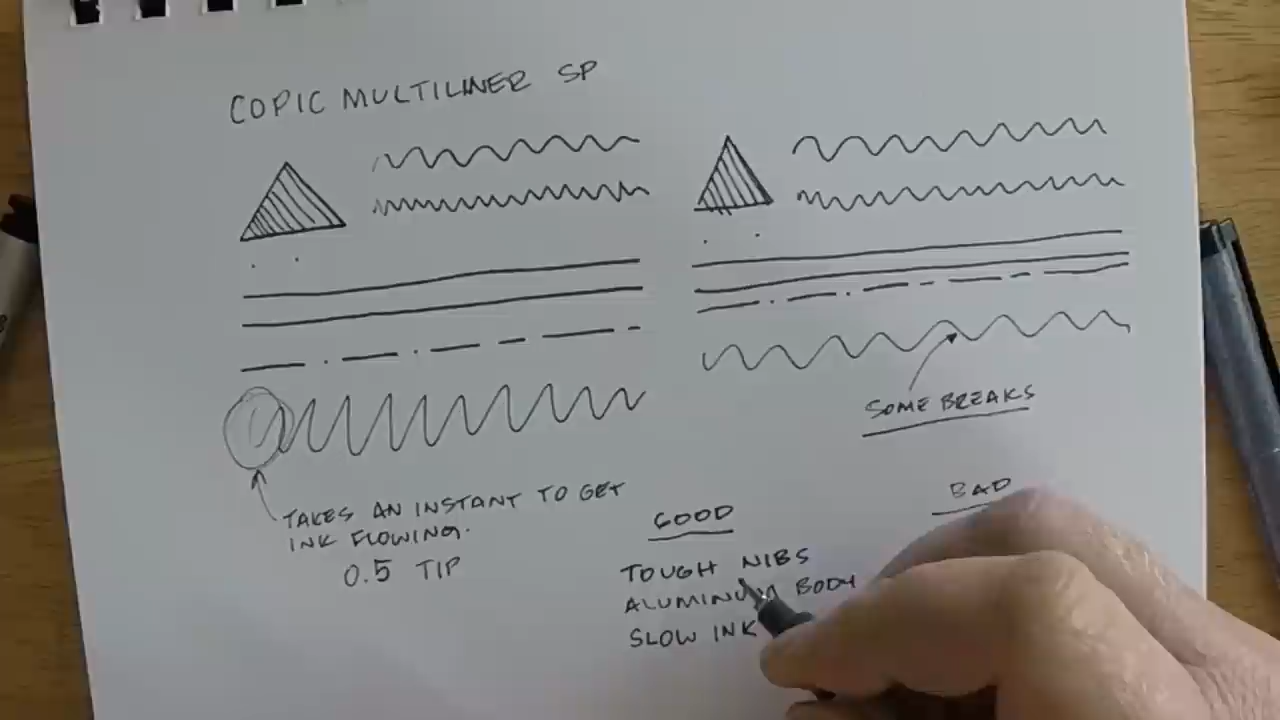 COPIC MULTILINER SP
SOME BREAKS
TAKES AN INSTANT TO GET
INK FLOWING.
0.5 TIP
GOOD
TOUGH NIBS
ALUMINUM BODY
SLOW INK
BAD